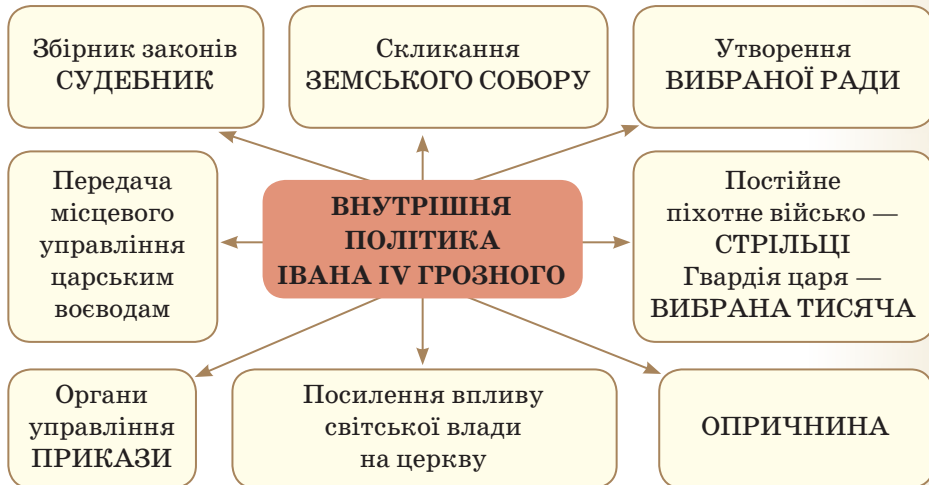 Збірник законів
СУДЕБНИК
Скликання
ЗЕМСЬКОГО СОБОРУ
Утворення
ВИБРАНОЇ РАДИ
Передача
місцевого
управління
царським
воєводам
ВНУТРІШНЯ
ПОЛІТИКА
ІВАНА IV ГРОЗНОГО
Постійне
піхотне військо —
СТРІЛЬЦІ
Гвардія царя —
ВИБРАНА ТИСЯЧА
Органи
управління
ПРИКАЗИ
Посилення впливу
світської влади
на церкву
ОПРИЧНИНА